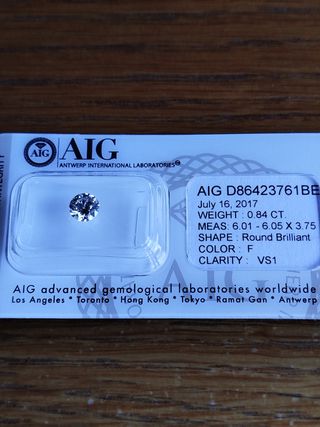 INTEGRITY
AIG
AIG
ANTWERP INTERNATIONAL LABORATORIES
AIG D86423761BE
July 16, 2017
WEIGHT : 0.84 CT.
MEAS: 6.01 - 6.05 X 3.75
SHAPE : Round Brilliant
COLOR : F
CLARITY : VS1
AIG advanced gemological laboratories worldwide
Los Angeles * Toronto * Hong Kong * Tokyo * Ramat Gan * Antwerp